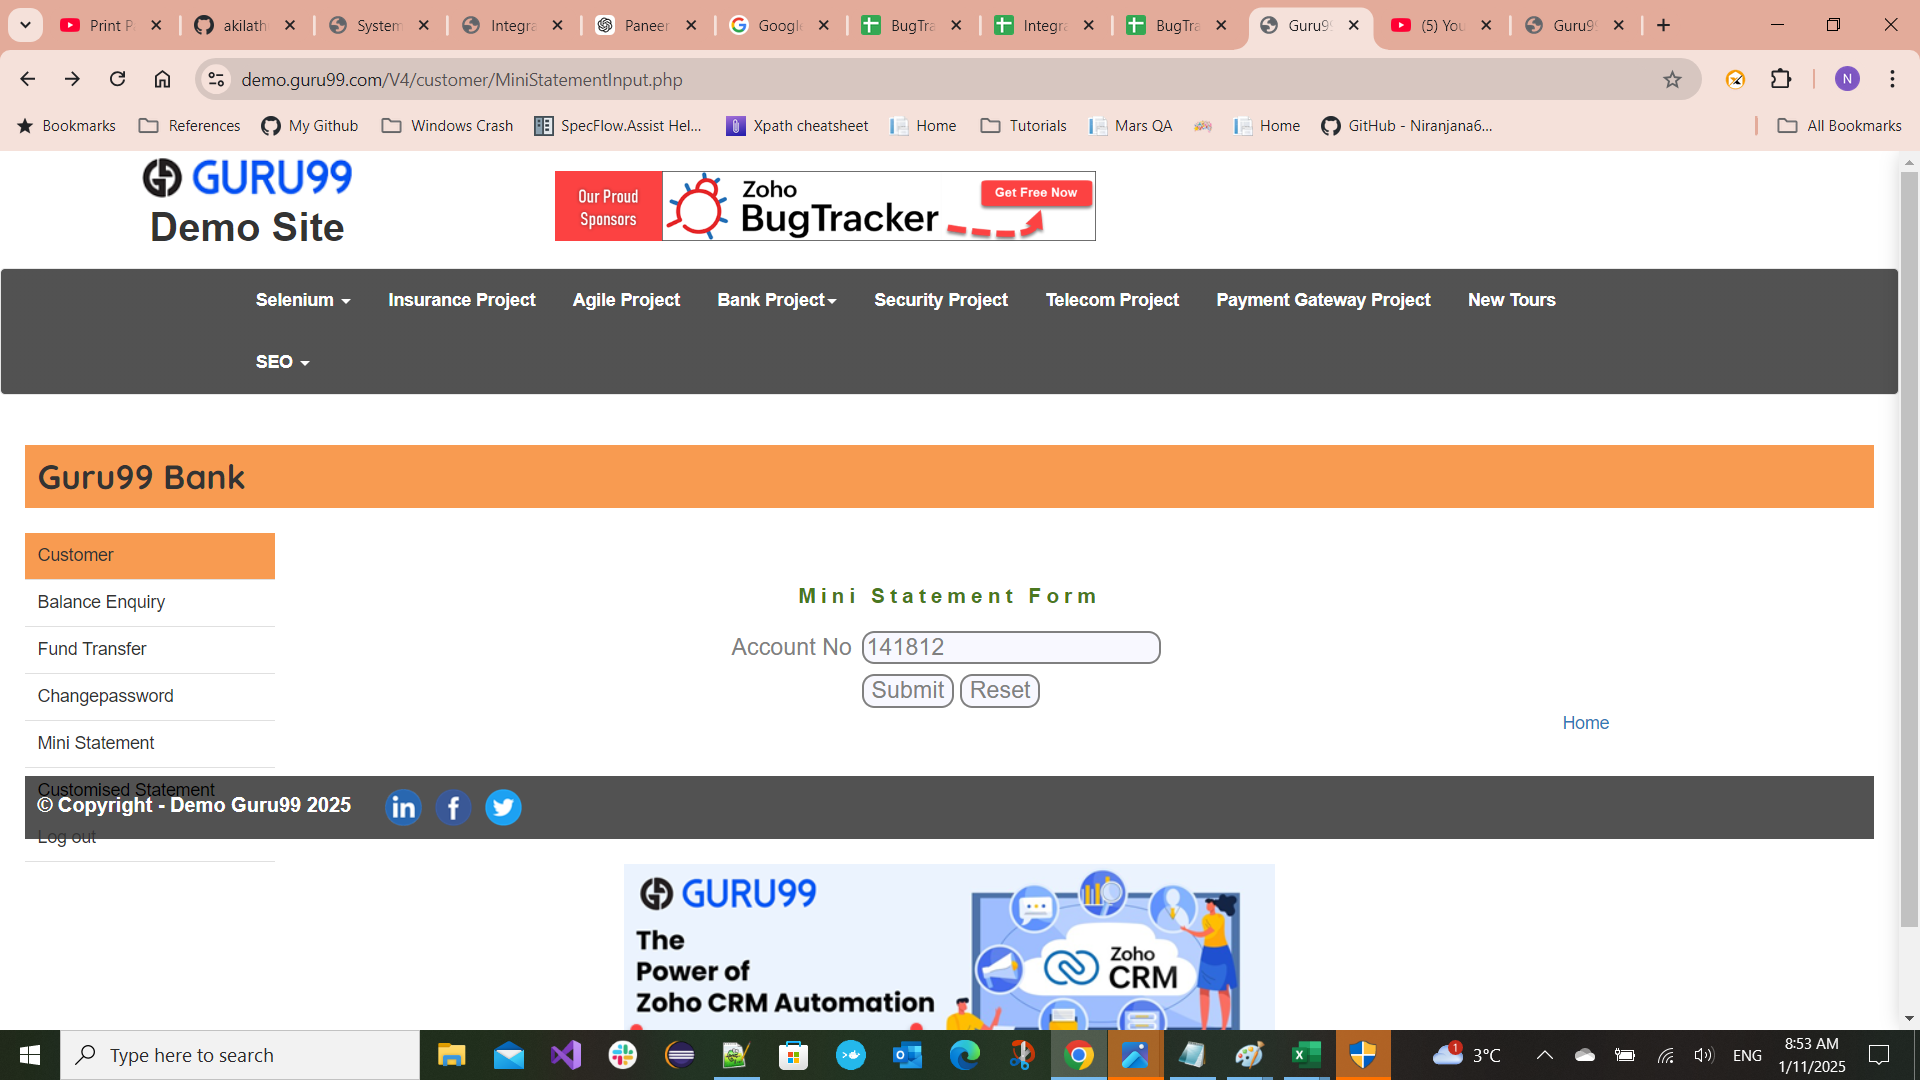 Print P
akilath
System
Integra
Paneer
Google
BugTra
Integra
BugTra
Guru99
(5) You
Guru99
demo.guru99.com/V4/customer/MiniStatementInput.php
N
Bookmarks
References
My Github
Windows Crash
SpecFlow.Assist Hel...
Xpath cheatsheet
Home
Tutorials
Mars QA
Home
GitHub - Niranjana6...
All Bookmarks
GURU99
Demo Site
Our Proud
Sponsors
Zoho
BugTracker
Get Free Now
Selenium
Insurance Project
Agile Project
Bank Project
Security Project
Telecom Project
Payment Gateway Project
New Tours
SEO
Guru99 Bank
Customer
Balance Enquiry
Fund Transfer
Changepassword
Mini Statement
Customised Statement
Log out
Mini Statement Form
Account No 141812
Submit Reset
Home
© Copyright - Demo Guru99 2025
GURU99
The
Power of
Zoho CRM Automation
Zoho
CRM
Type here to search
1
3°C
ENG
8:53 AM
1/11/2025